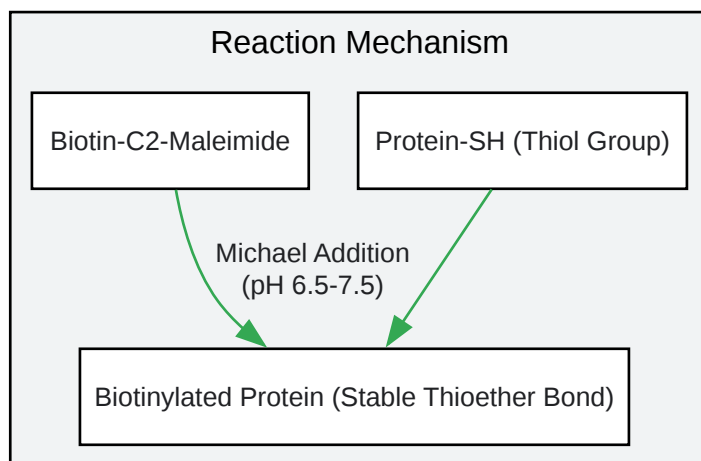 Reaction Mechanism
Biotin-C2-Maleimide
Protein-SH (Thiol Group)
Michael Addition
(pH 6.5-7.5)
Biotinylated Protein (Stable Thioether Bond)